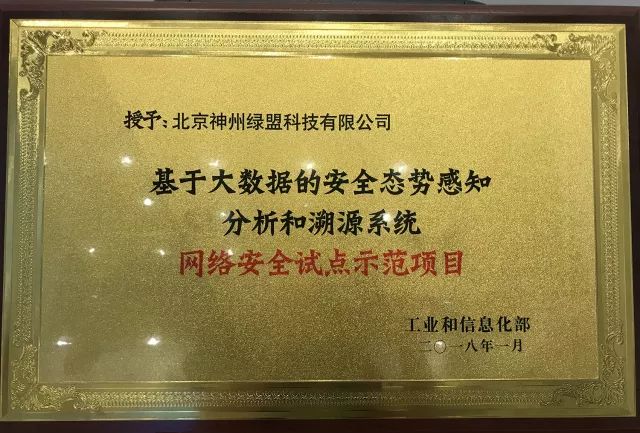 授予：北京神州绿盟科技有限公司
基于大数据的安全态势感知
分析和溯源系统
网络安全试点示范项目
工业和信息化部
二〇一八年一月